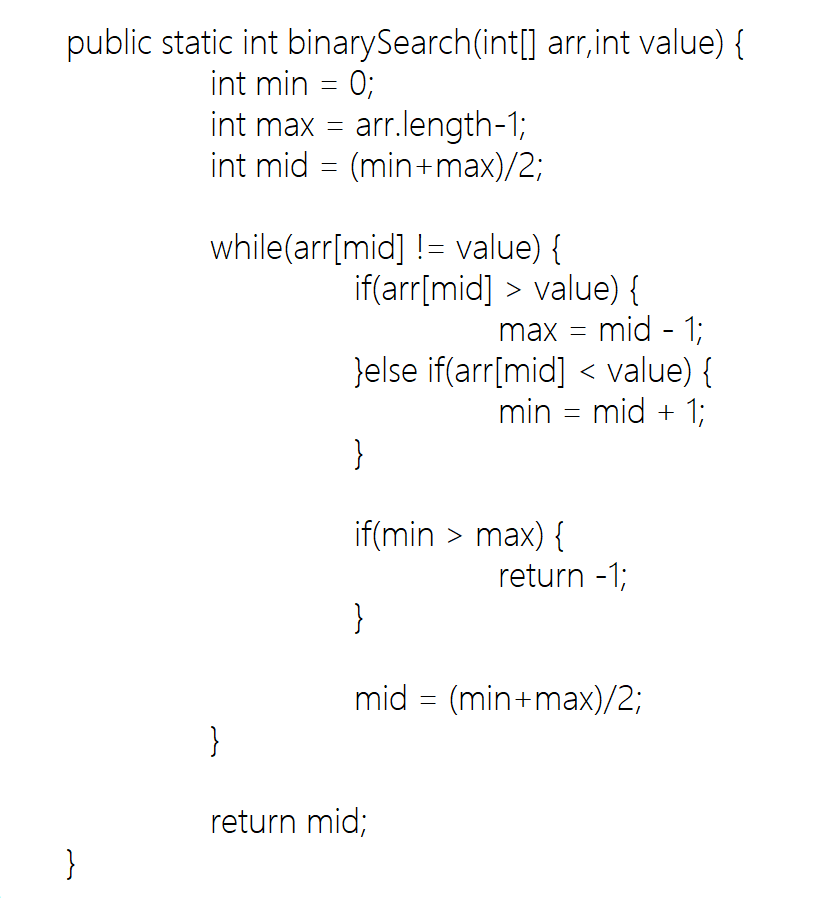 public static int binarySearch(int[] arr,int value) {
int min = 0;
int max = arr.length-1;
int mid = (min+max)/2;
while(arr[mid] != value) {
if(arr[mid] > value) {
max = mid - 1;
}else if(arr[mid] < value) {
min = mid + 1;
}
if(min > max) {
return -1;
}
mid = (min+max)/2;
}
return mid;
}